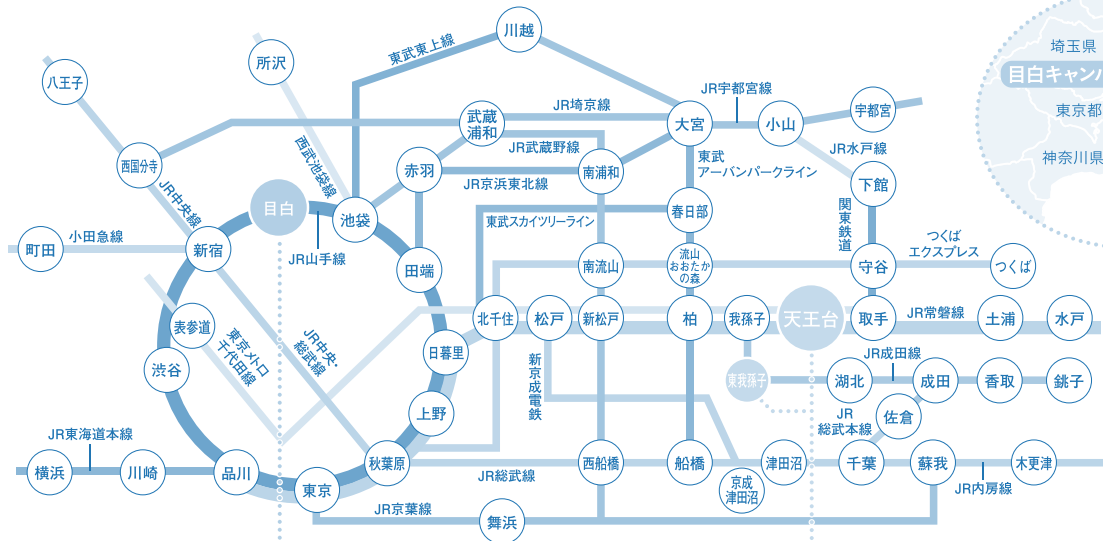 川越
東武東上線
所沢
埼玉県
八王子
目白キャンパ
JR宇都宮線
JR埼京線
宇都宮
東京都
武蔵
浦和
大宮
小山
西国分寺
西武池袋線
JR武蔵野線
JR水戸線
神奈川県
赤羽
南浦和
東武
アーバンパークライン
JR中央線
JR京浜東北線
下館
目白
池袋
東武スカイツリーライン
春日部
関東鉄道
町田
小田急線
新宿
JR山手線
田端
南流山
流山
おおたか
の森
守谷
つくば
エクスプレス
つくば
表参道
東京メトロ
千代田線
JR中央・
総武線
北千住
松戸
新松戸
柏
我孫子
天王台
取手
JR常磐線
土浦
水戸
日暮里
渋谷
新京成電鉄
東我孫子
JR成田線
湖北
成田
香取
銚子
上野
佐倉
JR
総武本線
JR東海道本線
横浜
川崎
品川
秋葉原
JR総武線
西船橋
船橋
津田沼
千葉
蘇我
木更津
東京
京成
津田沼
JR内房線
JR京葉線
舞浜